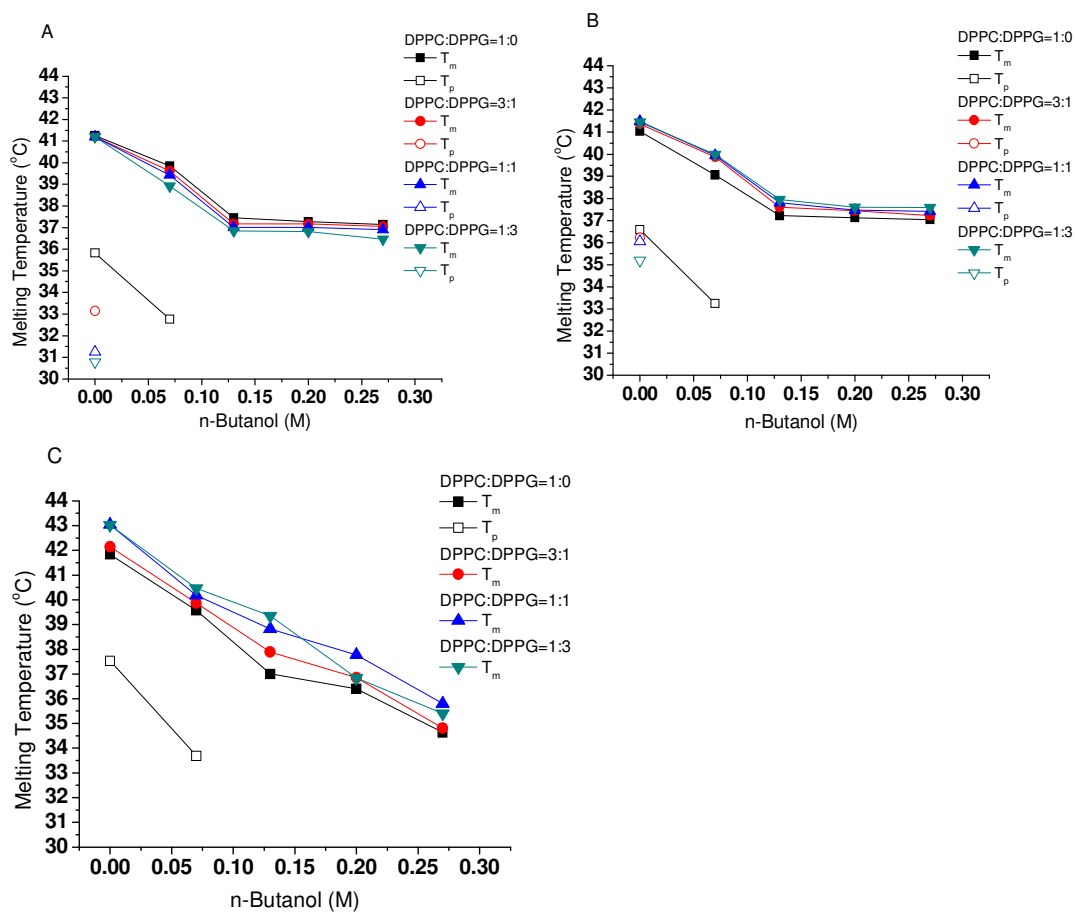 A
DPPC:DPPG=1:0
Tm
Tp
DPPC:DPPG=3:1
Tm
Tp
DPPC:DPPG=1:1
Tm
Tp
DPPC:DPPG=1:3
Tm
Tp
Melting Temperature (°C)
44
43
42
41
40
39
38
37
36
35
34
33
32
31
30
0.00 0.05 0.10 0.15 0.20 0.25 0.30
n-Butanol (M)
B
DPPC:DPPG=1:0
Tm
Tp
DPPC:DPPG=3:1
Tm
Tp
DPPC:DPPG=1:1
Tm
Tp
DPPC:DPPG=1:3
Tm
Tp
Melting Temperature (°C)
44
43
42
41
40
39
38
37
36
35
34
33
32
31
30
0.00 0.05 0.10 0.15 0.20 0.25 0.30
n-Butanol (M)
C
DPPC:DPPG=1:0
Tm
Tp
DPPC:DPPG=3:1
Tm
DPPC:DPPG=1:1
Tm
DPPC:DPPG=1:3
Tm
Melting Temperature (°C)
44
43
42
41
40
39
38
37
36
35
34
33
32
31
30
0.00 0.05 0.10 0.15 0.20 0.25 0.30
n-Butanol (M)